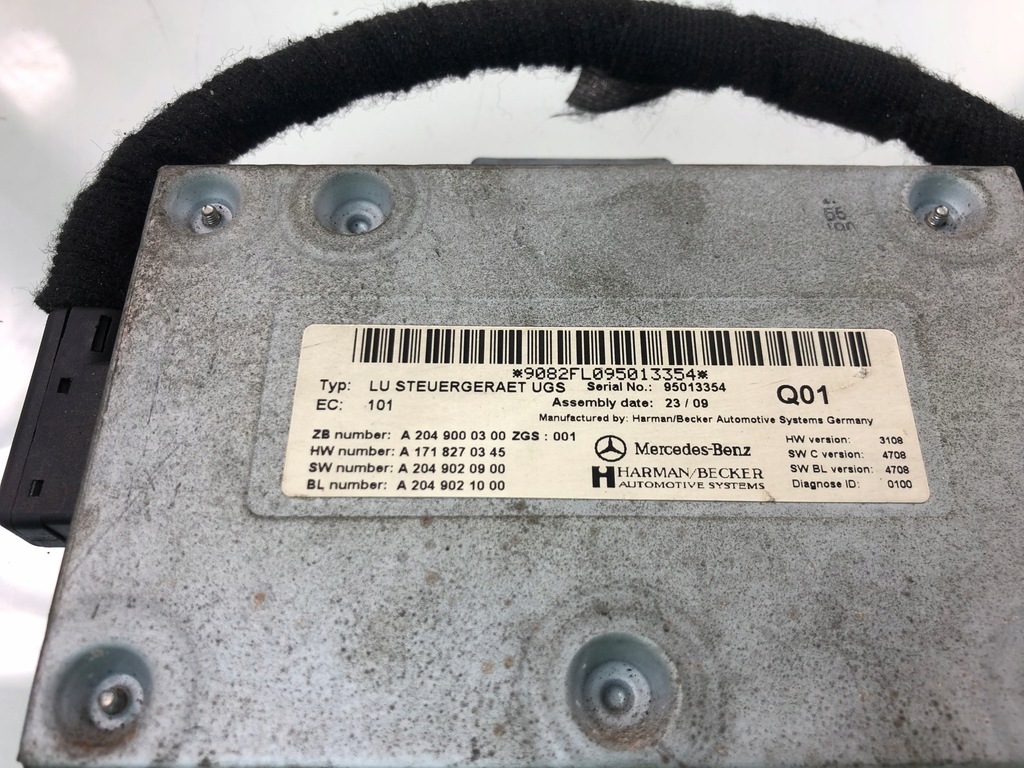 66
*9082FL095013354*
Typ: LU STEUERGERAET UGS Serial No.: 95013354
EC: 101 Assembly date: 23 / 09 Q01
Manufactured by: Harman/Becker Automotive Systems Germany
ZB number: A 204 900 03 00 ZGS : 001
HW number: A 171 827 03 45
SW number: A 204 902 09 00
BL number: A 204 902 10 00
Mercedes-Benz
HARMAN/BECKER
AUTOMOTIVE SYSTEMS
HW version: 3108
SW C version: 4708
SW BL version: 4708
Diagnose ID: 0100